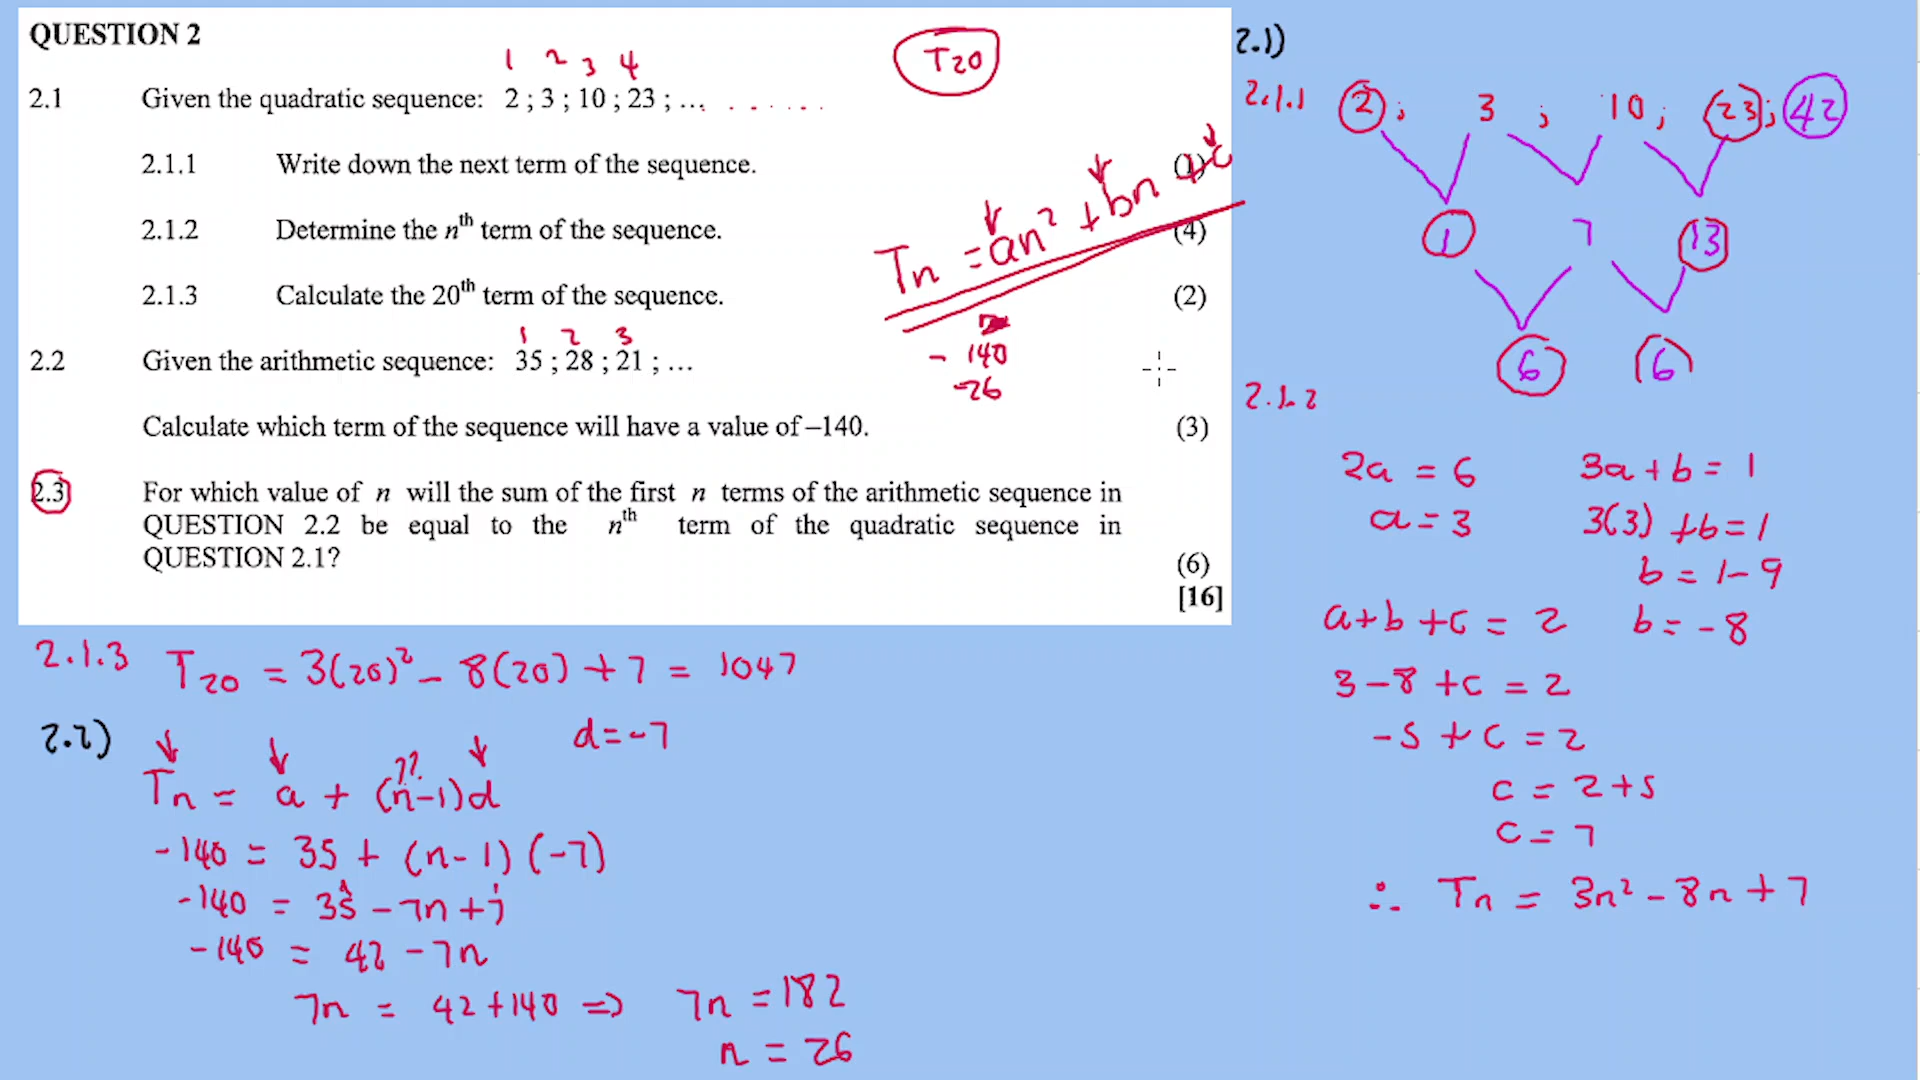 QUESTION 2
1 2 3 4
T20
2.1 Given the quadratic sequence: 2 ; 3 ; 10 ; 23 ; ... . . . . . .
2.1.1 Write down the next term of the sequence. (1)
2.1.2 Determine the nth term of the sequence. (4)
Tn = an² + bn + c
2.1.3 Calculate the 20th term of the sequence. (2)
1 2 3
2.2 Given the arithmetic sequence: 35 ; 28 ; 21 ; ...
- 140
-26
Calculate which term of the sequence will have a value of –140. (3)
2.3 For which value of n will the sum of the first n terms of the arithmetic sequence in
QUESTION 2.2 be equal to the nth term of the quadratic sequence in
QUESTION 2.1? (6)
[16]
2.1)
2.1.1 2 ; 3 ; 10 ; 23 ; 42
1 7 13
6 6
2.1.2
2a = 6 3a + b = 1
a = 3 3(3) + b = 1
b = 1 - 9
a + b + c = 2 b = -8
3 - 8 + c = 2
-5 + c = 2
c = 2 + 5
c = 7
∴ Tn = 3n² - 8n + 7
2.1.3 T20 = 3(20)² - 8(20) + 7 = 1047
2.2) d = -7
??
Tn = a + (n-1)d
-140 = 35 + (n-1)(-7)
-140 = 35 - 7n + 7
-140 = 42 - 7n
7n = 42 + 140 => 7n = 182
n = 26